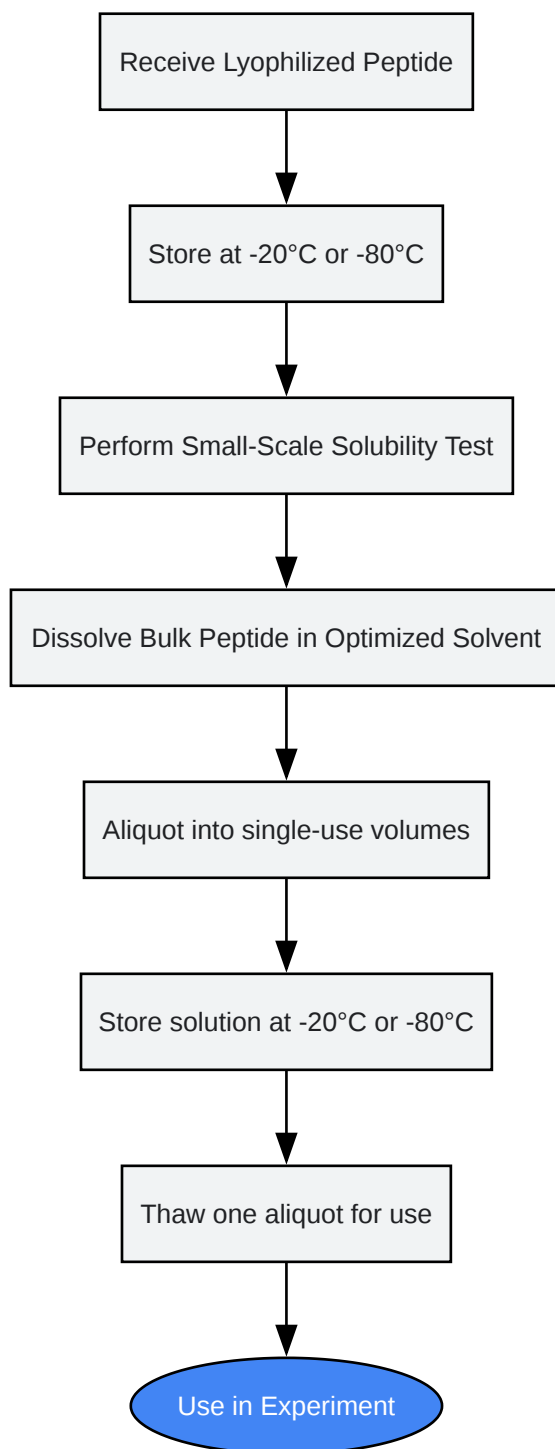 Receive Lyophilized Peptide
Store at -20°C or -80°C
Perform Small-Scale Solubility Test
Dissolve Bulk Peptide in Optimized Solvent
Aliquot into single-use volumes
Store solution at -20°C or -80°C
Thaw one aliquot for use
Use in Experiment